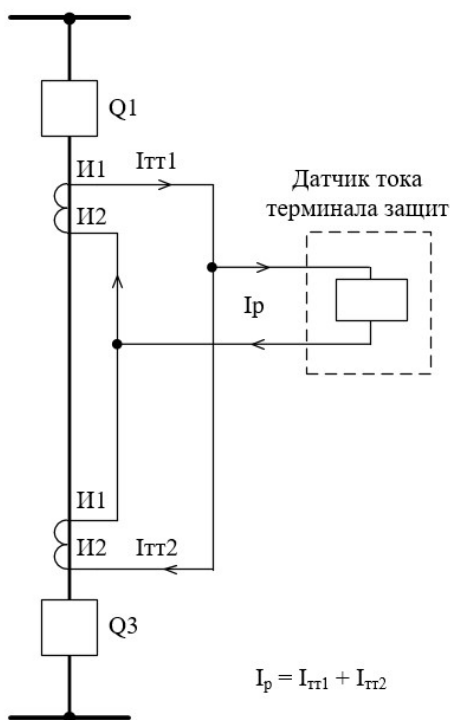 Q1
И1
Iтт1
И2
Датчик тока
терминала защит
Iр
И1
И2
Iтт2
Q3
Iр = Iтт1 + Iтт2